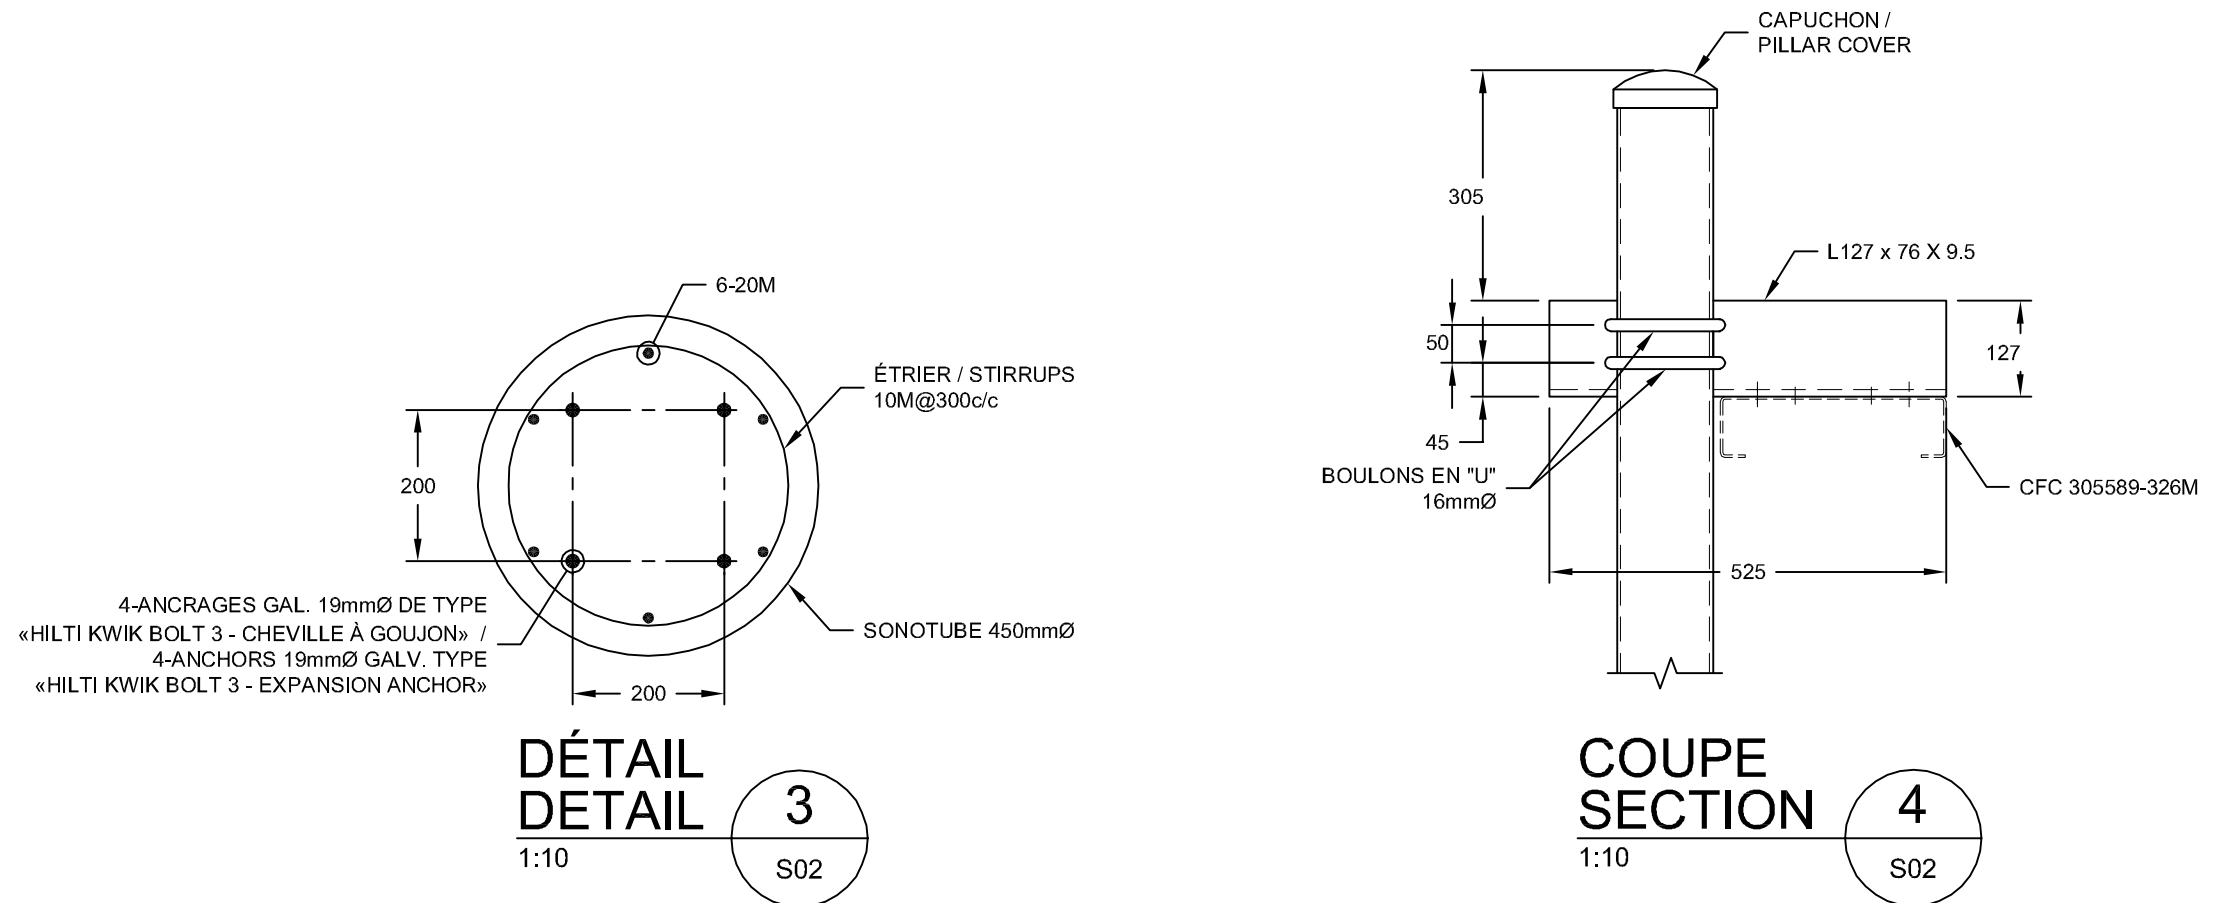 6-20M
ÉTRIER / STIRRUPS
10M@300c/c
200
4-ANCRAGES GAL. 19mmØ DE TYPE
«HILTI KWIK BOLT 3 - CHEVILLE À GOUJON» /
4-ANCHORS 19mmØ GALV. TYPE
«HILTI KWIK BOLT 3 - EXPANSION ANCHOR»
SONOTUBE 450mmØ
200
DÉTAIL
DETAIL
1:10
3
S02
CAPUCHON /
PILLAR COVER
305
L127 x 76 X 9.5
50
127
45
BOULONS EN "U"
16mmØ
CFC 305589-326M
525
COUPE
SECTION
1:10
4
S02